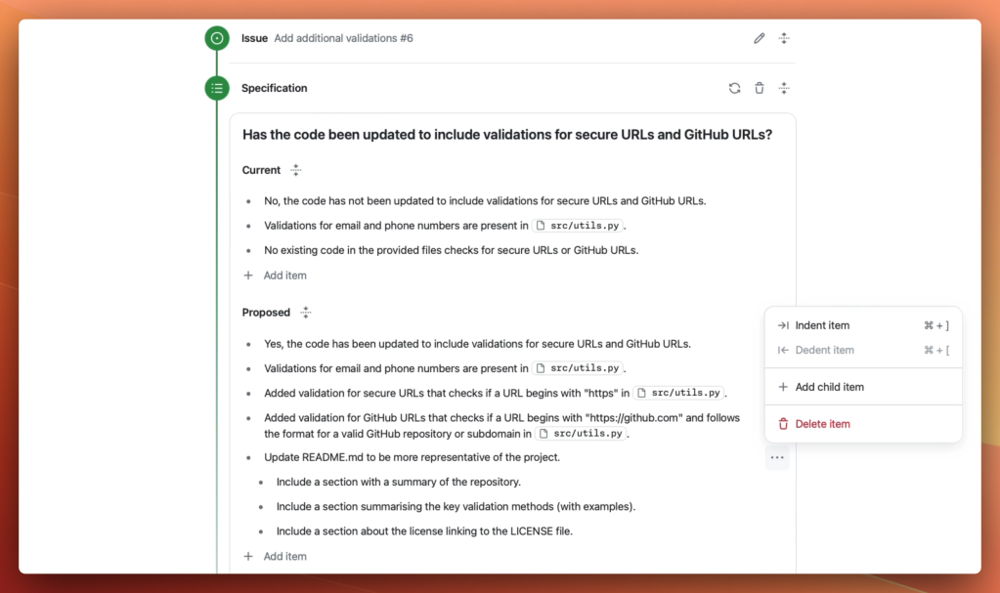 Issue Add additional validations #6
Specification
Has the code been updated to include validations for secure URLs and GitHub URLs?
Current
No, the code has not been updated to include validations for secure URLs and GitHub URLs.
Validations for email and phone numbers are present in src/utils.py.
No existing code in the provided files checks for secure URLs or GitHub URLs.
+ Add item
Proposed
Yes, the code has been updated to include validations for secure URLs and GitHub URLs.
Validations for email and phone numbers are present in src/utils.py.
Added validation for secure URLs that checks if a URL begins with "https" in src/utils.py.
Added validation for GitHub URLs that checks if a URL begins with "https://github.com" and follows
the format for a valid GitHub repository or subdomain in src/utils.py.
Update README.md to be more representative of the project.
Include a section with a summary of the repository.
Include a section summarising the key validation methods (with examples).
Include a section about the license linking to the LICENSE file.
+ Add item
Indent item ⌘ + ]
Dedent item ⌘ + [
+ Add child item
Delete item